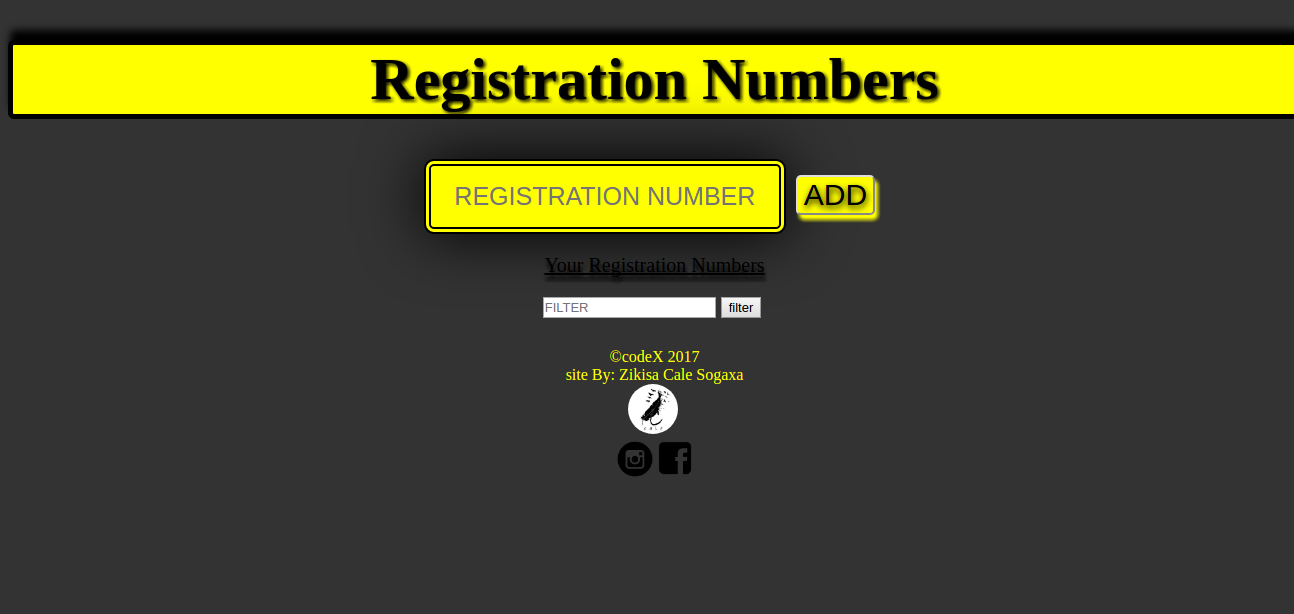 Registration Numbers
REGISTRATION NUMBER
ADD
Your Registration Numbers
FILTER
filter
©codeX 2017
site By: Zikisa Cale Sogaxa